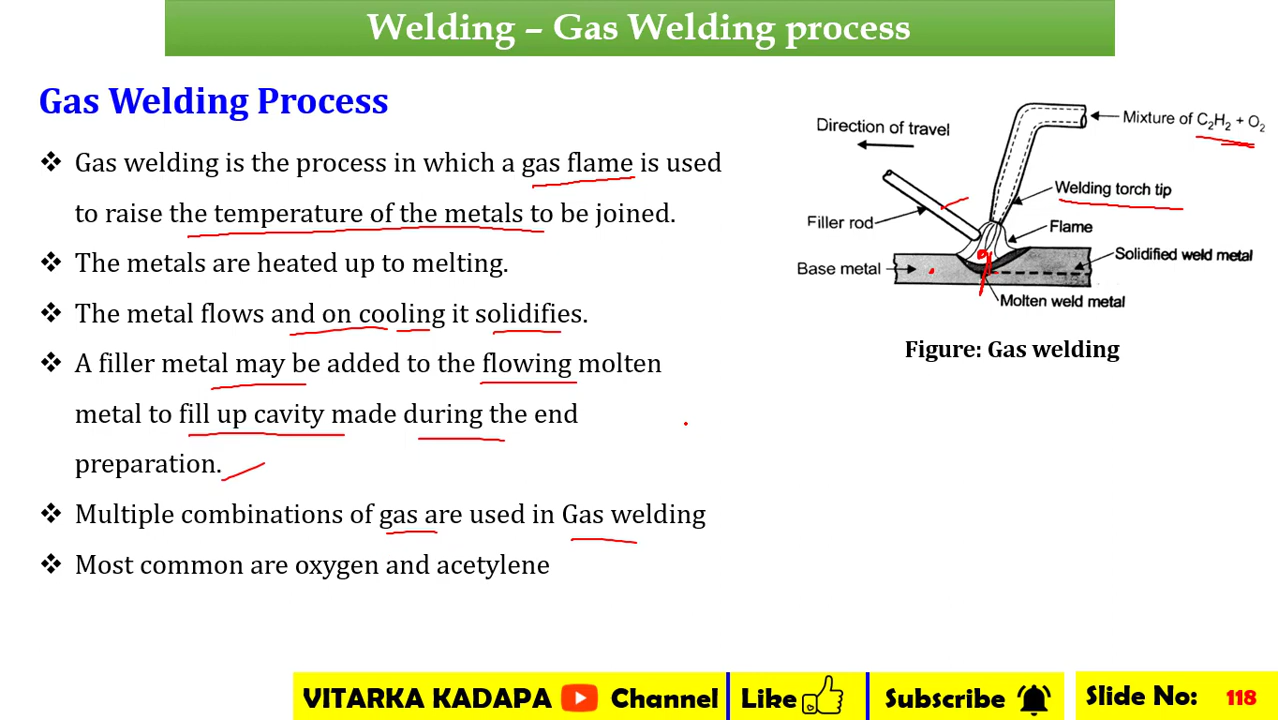 Welding – Gas Welding process
Gas Welding Process
❖ Gas welding is the process in which a gas flame is used
to raise the temperature of the metals to be joined.
❖ The metals are heated up to melting.
❖ The metal flows and on cooling it solidifies.
❖ A filler metal may be added to the flowing molten
metal to fill up cavity made during the end
preparation.
❖ Multiple combinations of gas are used in Gas welding
❖ Most common are oxygen and acetylene
Mixture of C₂H₂ + O₂
Direction of travel
Welding torch tip
Filler rod
Flame
Solidified weld metal
Base metal
Molten weld metal
Figure: Gas welding
VITARKA KADAPA Channel Like Subscribe Slide No: 118